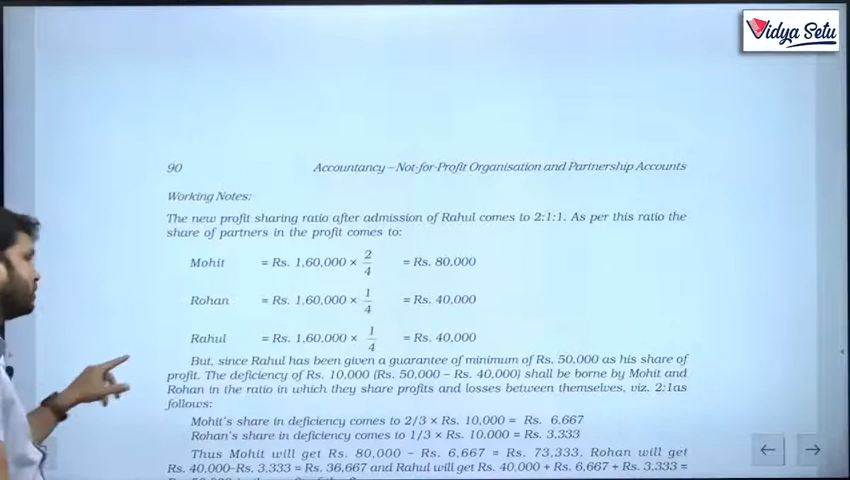 Vidya Setu
90 Accountancy – Not-for-Profit Organisation and Partnership Accounts
Working Notes:
The new profit sharing ratio after admission of Rahul comes to 2:1:1. As per this ratio the
share of partners in the profit comes to:
Mohit = Rs. 1,60,000 × 2/4 = Rs. 80,000
Rohan = Rs. 1,60,000 × 1/4 = Rs. 40,000
Rahul = Rs. 1,60,000 × 1/4 = Rs. 40,000
But, since Rahul has been given a guarantee of minimum of Rs. 50,000 as his share of
profit. The deficiency of Rs. 10,000 (Rs. 50,000 – Rs. 40,000) shall be borne by Mohit and
Rohan in the ratio in which they share profits and losses between themselves, viz. 2:1as
follows:
Mohit's share in deficiency comes to 2/3 × Rs. 10,000 = Rs. 6,667
Rohan's share in deficiency comes to 1/3 × Rs. 10,000 = Rs. 3,333
Thus Mohit will get Rs. 80,000 – Rs. 6,667 = Rs. 73,333, Rohan will get
Rs. 40,000–Rs. 3,333 = Rs. 36,667 and Rahul will get Rs. 40,000 + Rs. 6,667 + Rs. 3,333 =